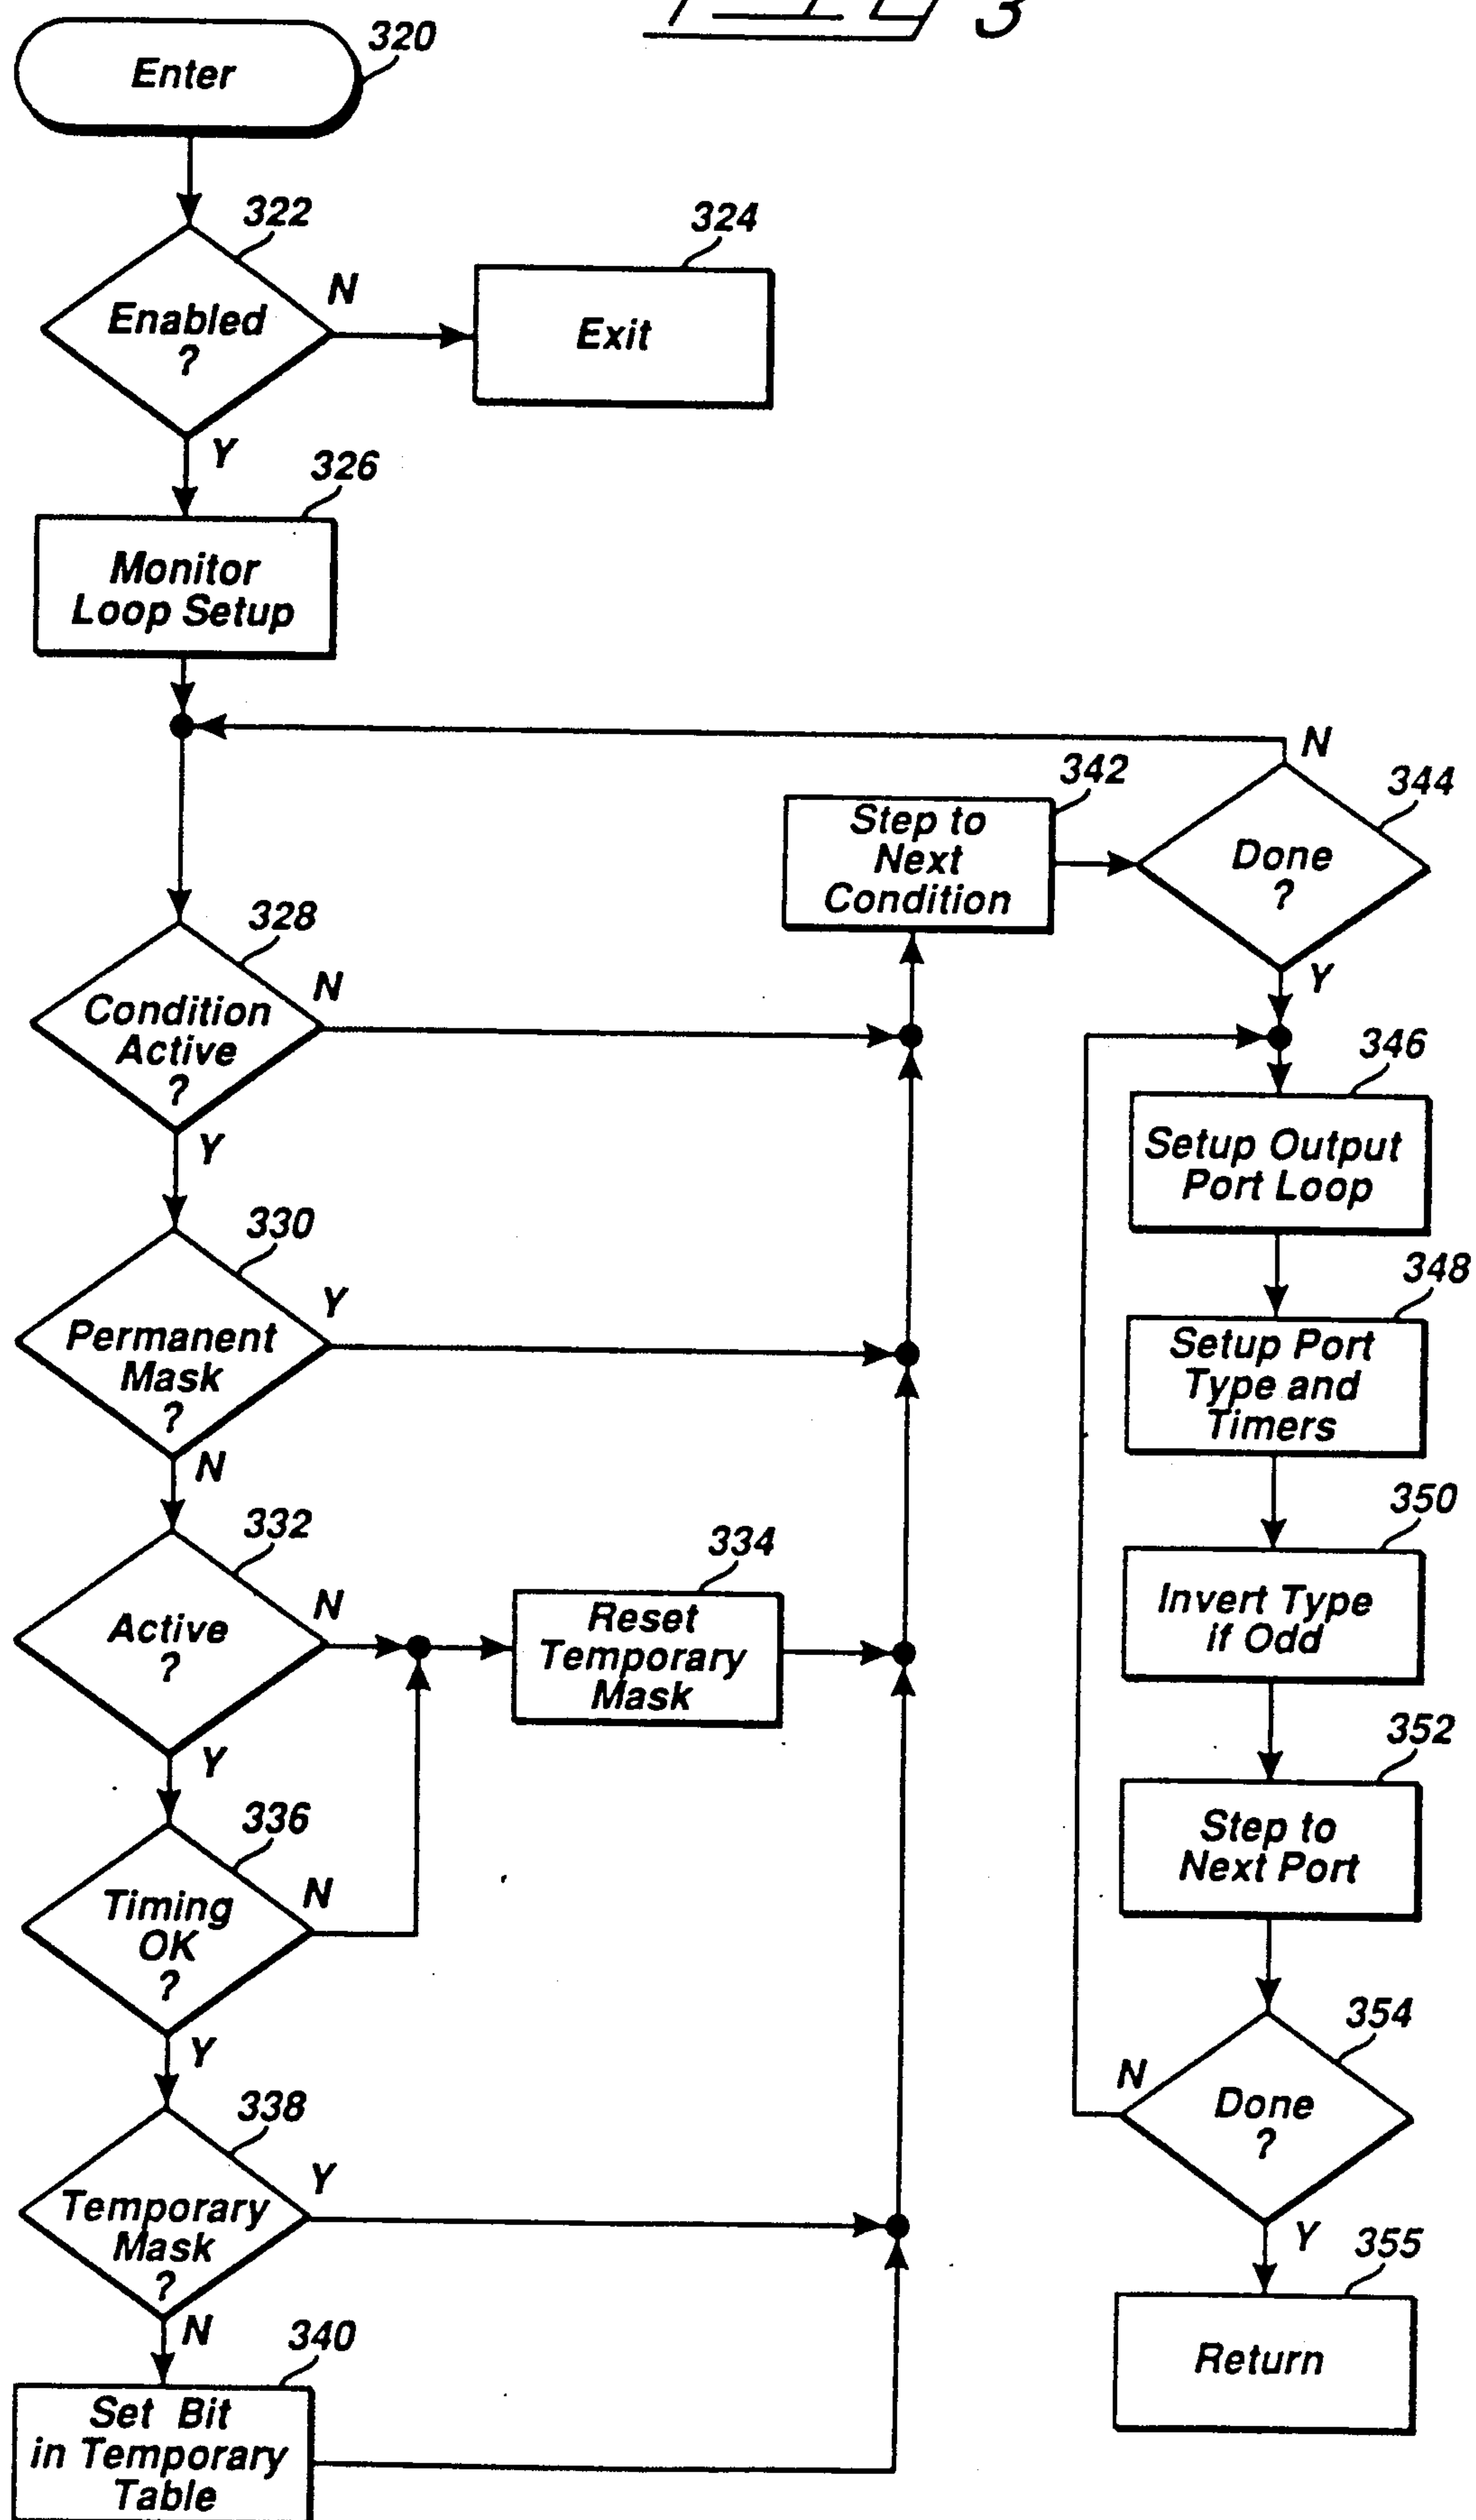 3
Enter
320
Enabled
?
322
N
Y
Exit
324
Monitor
Loop Setup
326
Condition
Active
?
328
N
Y
Permanent
Mask
?
330
Y
N
Active
?
332
N
Y
Reset
Temporary
Mask
334
Timing
OK
?
336
N
Y
Temporary
Mask
?
338
Y
N
Set Bit
in Temporary
Table
340
Step to
Next
Condition
342
Done
?
344
N
Y
Setup Output
Port Loop
346
Setup Port
Type and
Timers
348
Invert Type
if Odd
350
Step to
Next Port
352
Done
?
354
N
Y
Return
355